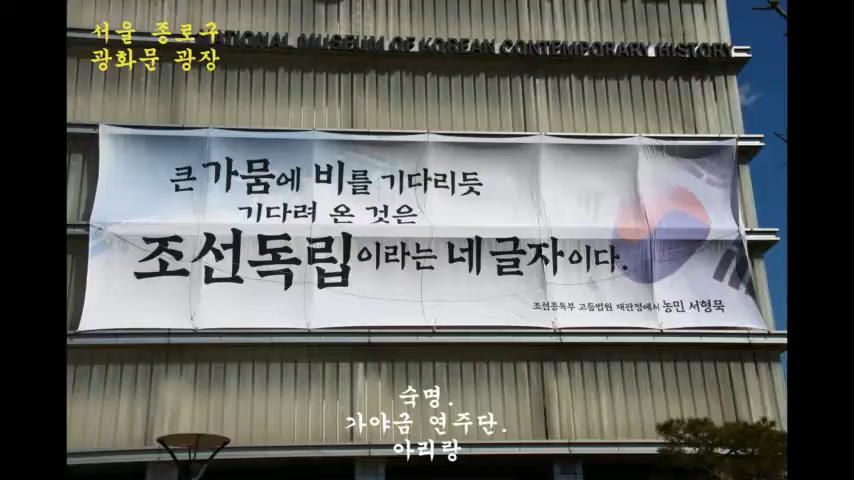 서울 종로구
광화문 광장
TIONAL MUSEUM OF KOREAN CONTEMPORARY HISTORY
큰 가뭄에 비를 기다리듯
기다려 온 것은
조선독립이라는 네 글자이다.
조선총독부 고등법원 재판정에서 농민 서형묵
숙명.
가야금 연주단.
아리랑